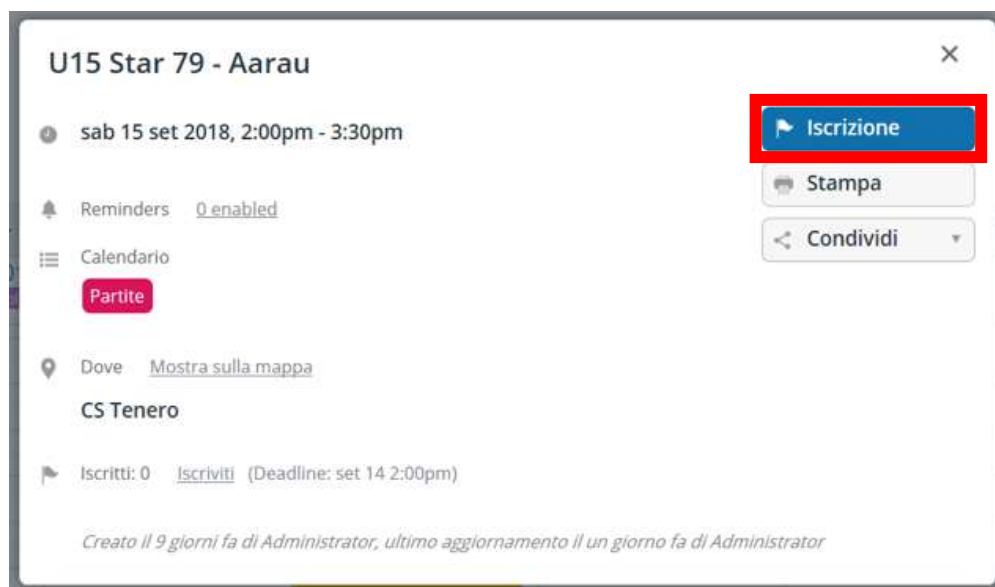 U15 Star 79 - Aarau
sab 15 set 2018, 2:00pm - 3:30pm
Iscrizione
Stampa
Reminders 0 enabled
Condividi
Calendario
Partite
Dove Mostra sulla mappa
CS Tenero
Iscritti: 0 Iscriviti (Deadline: set 14 2:00pm)
Creato il 9 giorni fa di Administrator, ultimo aggiornamento il un giorno fa di Administrator